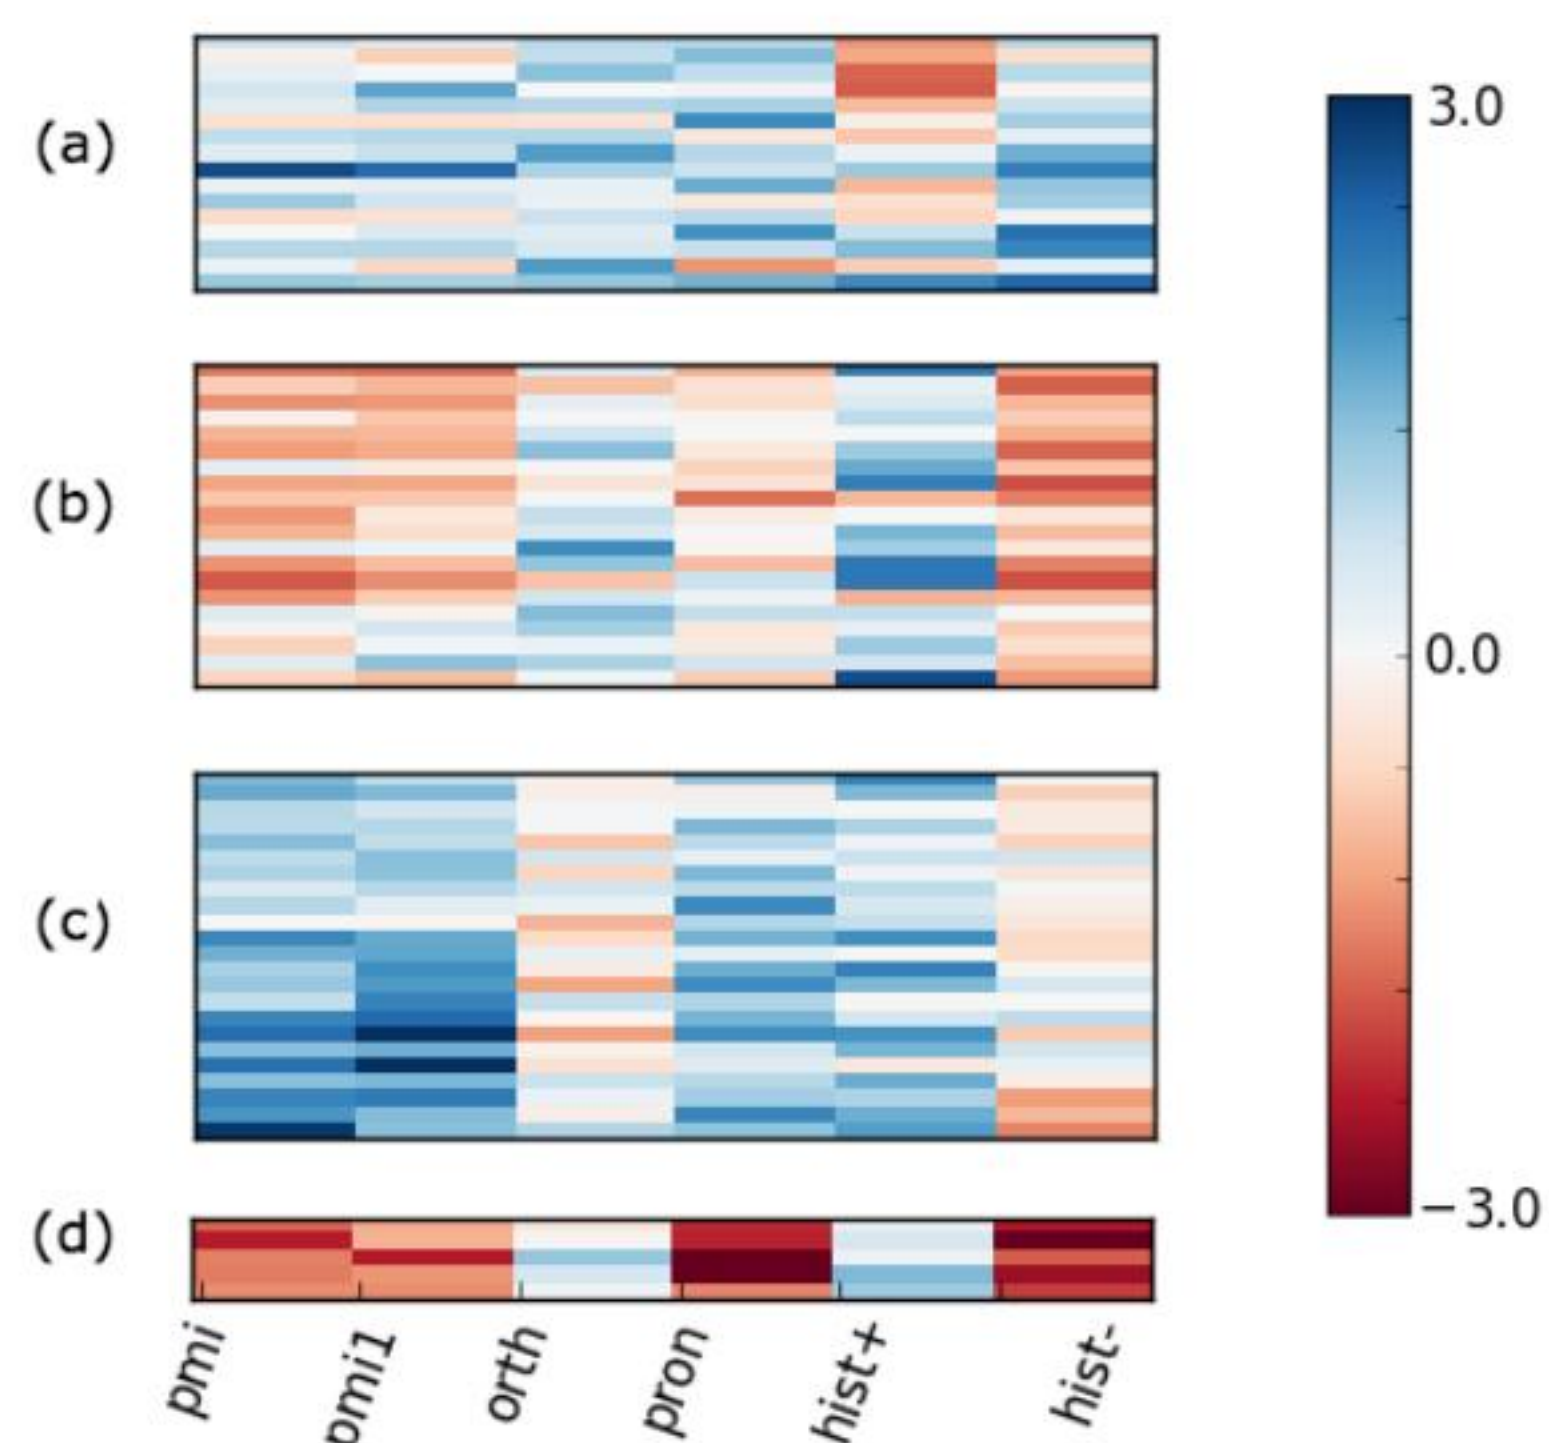 (a)
3.0
(b)
0.0
(c)
(d)
−3.0
pmi
pmi1
orth
pron
hist+
hist-